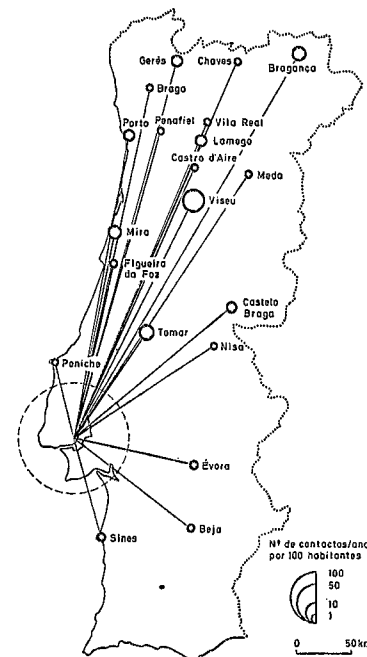 Gerês
Chaves
Bragança
Braga
Penafiel
Porto
Vila Real
Lamego
Castro d'Aire
Meda
Viseu
Mira
Figueira
da Foz
Castelo
Braga
Tomar
Nisa
Peniche
Évora
Beja
Sines
Nº de contactos/ano
por 100 habitantes
100
50
10
1
0 50km